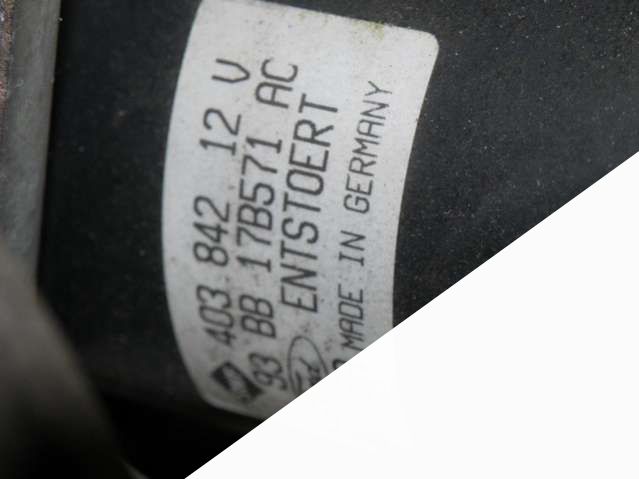 403 842 12 V
93 BB 17B571 AC
ENTSTOERT
MADE IN GERMANY